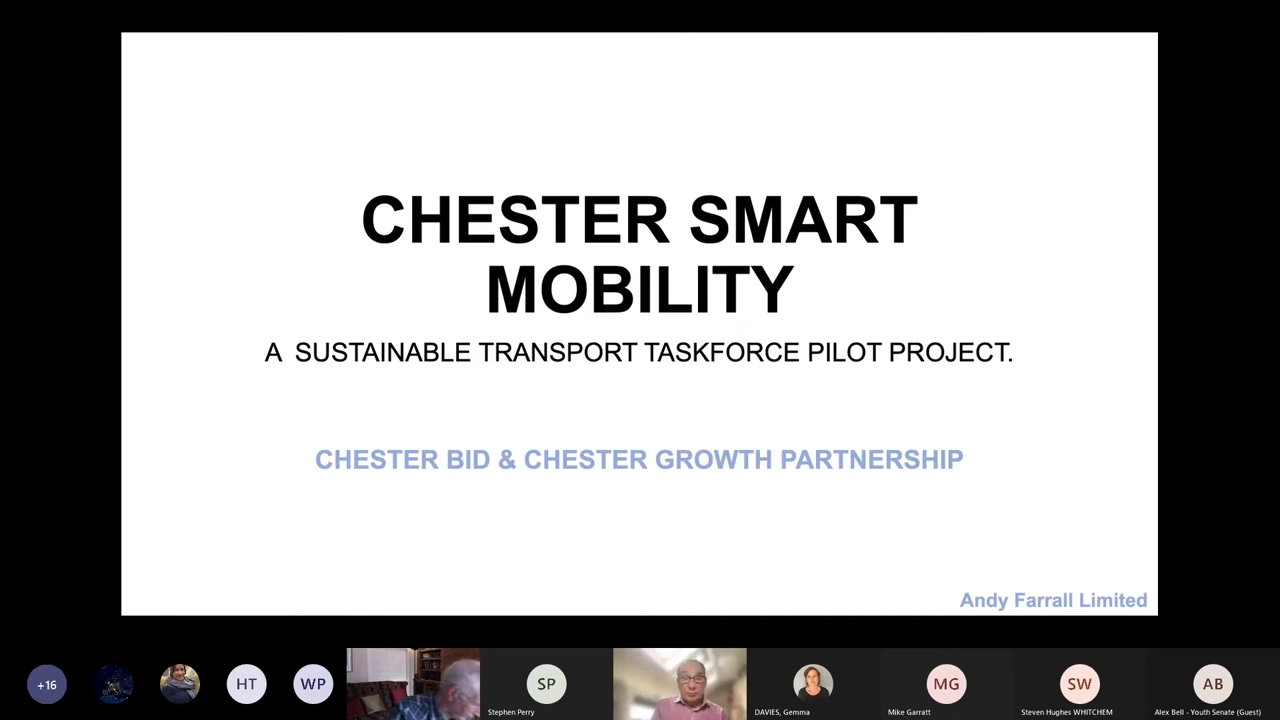 CHESTER SMART
MOBILITY
A SUSTAINABLE TRANSPORT TASKFORCE PILOT PROJECT.
CHESTER BID & CHESTER GROWTH PARTNERSHIP
Andy Farrall Limited
+16
HT
WP
SP
Stephen Perry
DAVIES, Gemma
MG
Mike Garratt
SW
Steven Hughes WHITCHEM
AB
Alex Bell - Youth Senate (Guest)